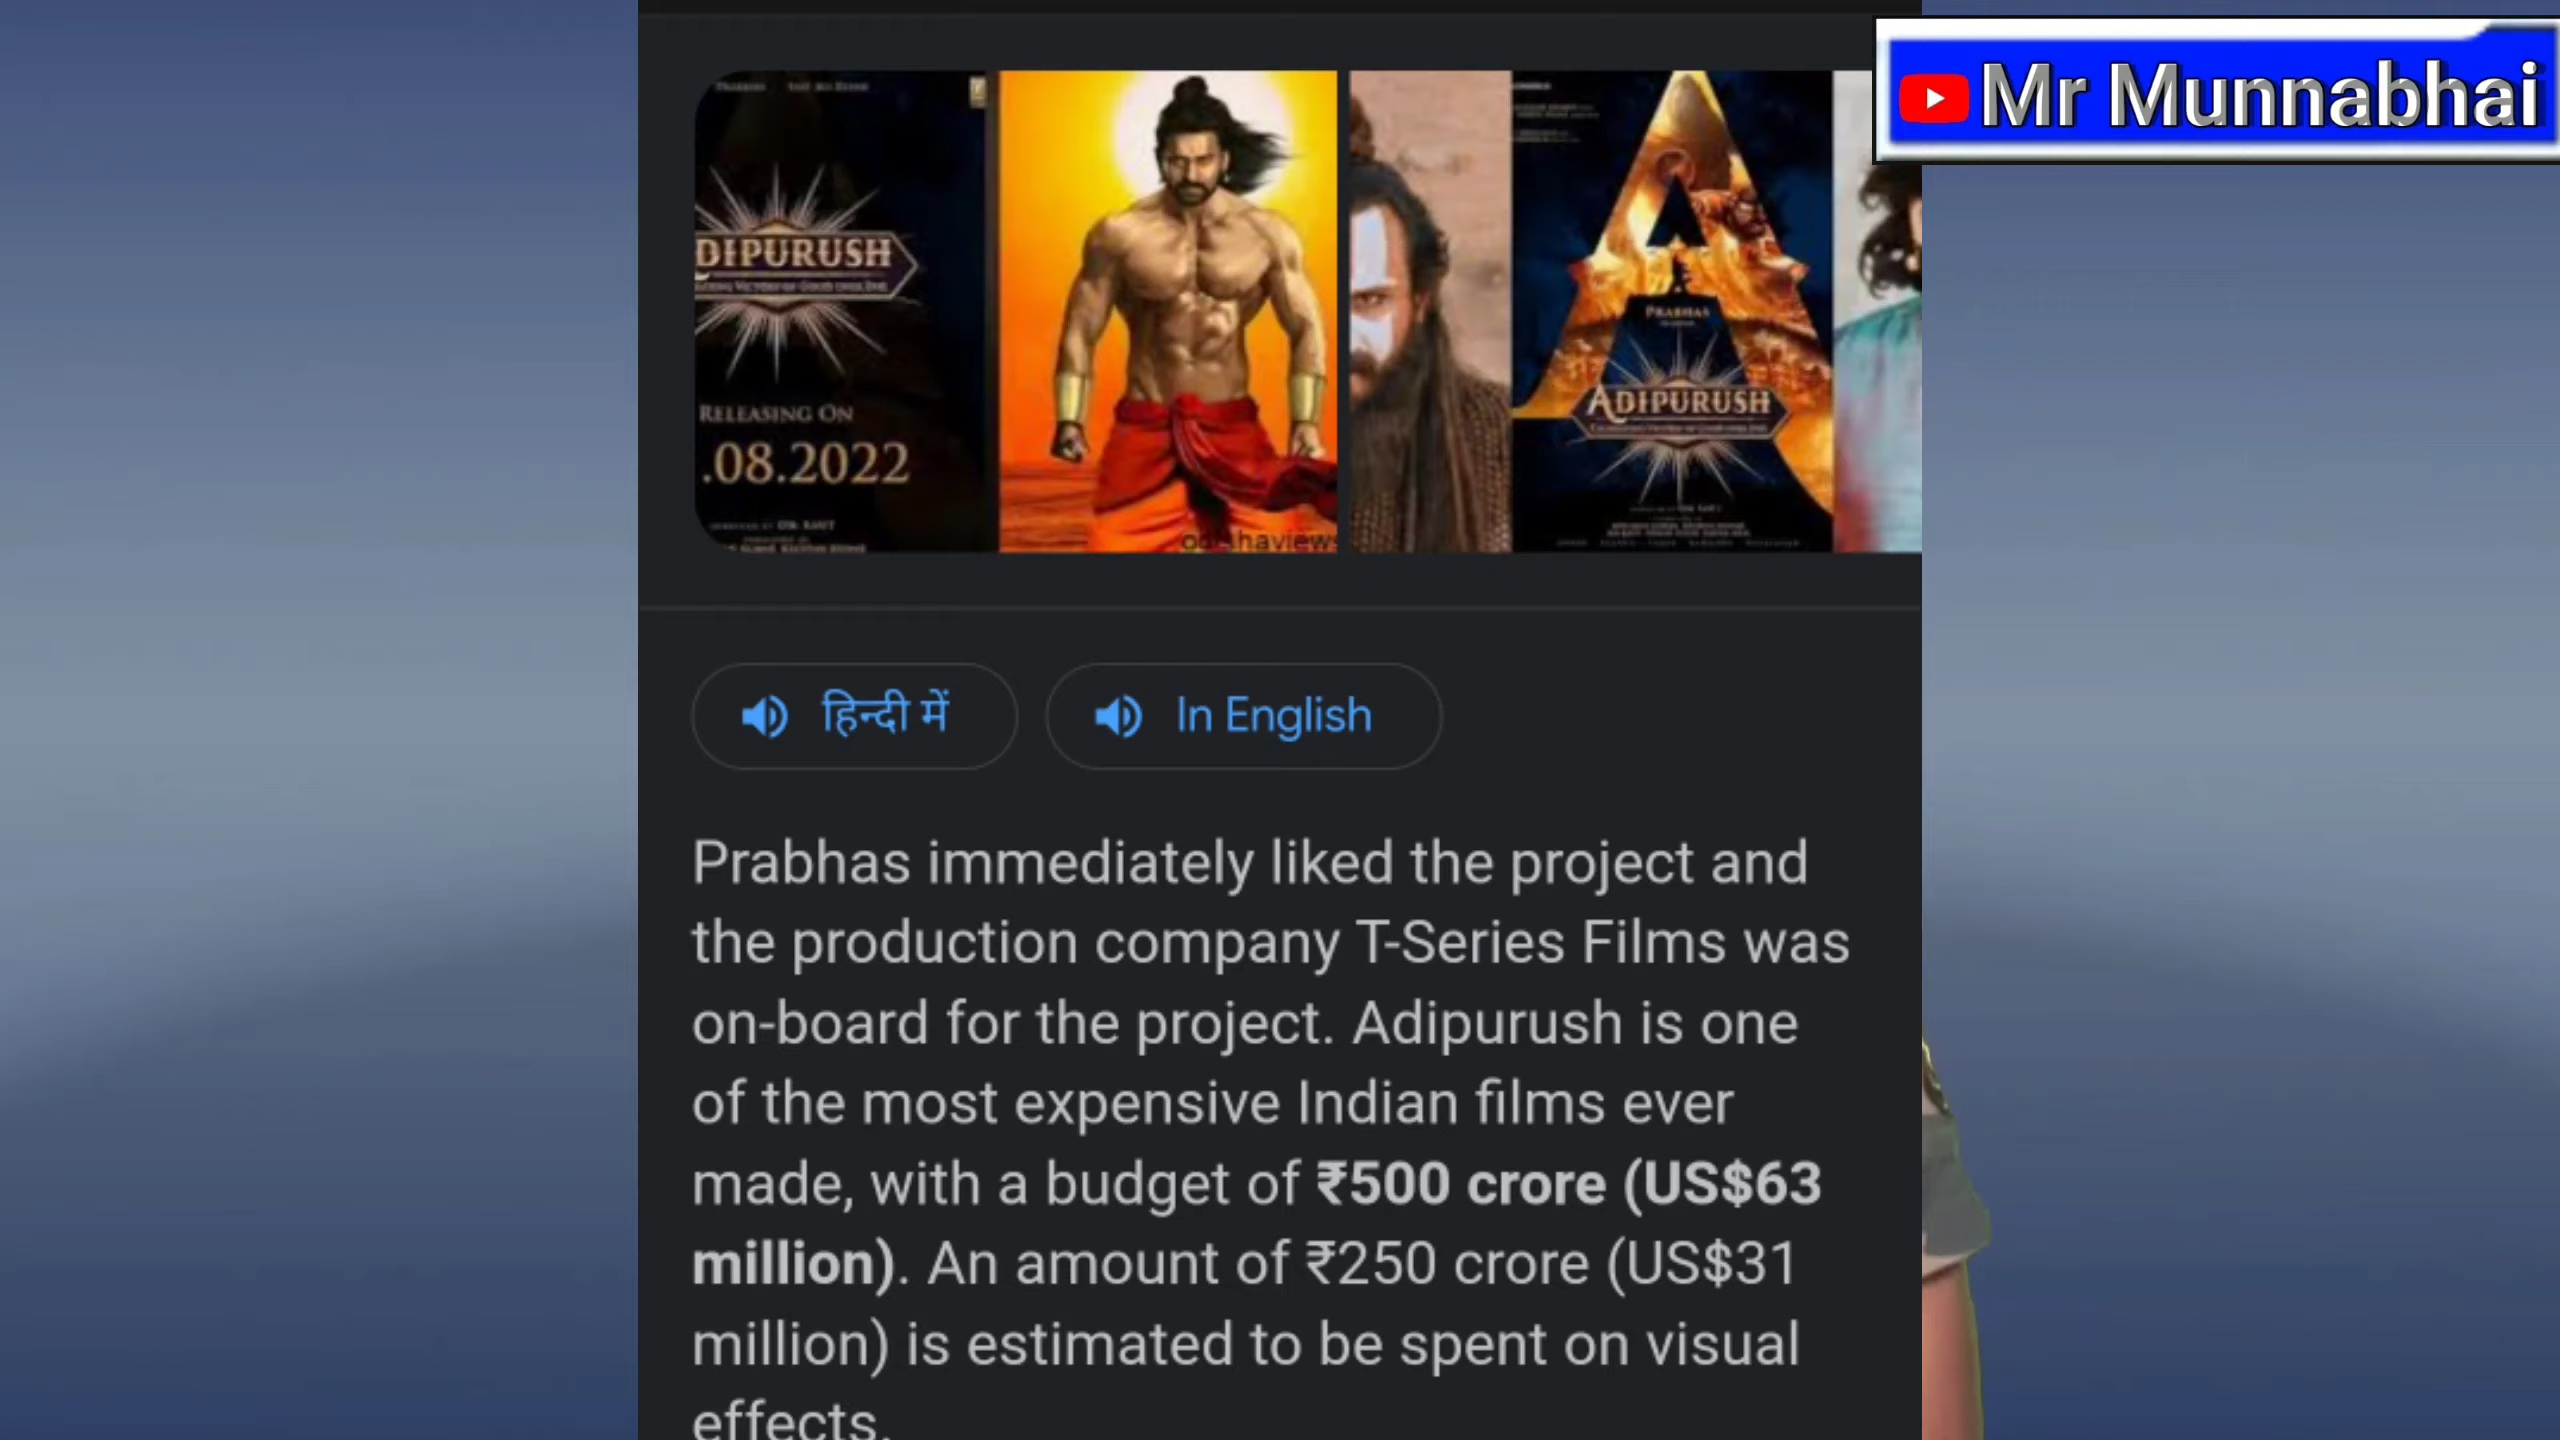 Mr Munnabhai
DIPURUSH
RELEASING ON
.08.2022
PRABHAS
ADIPURUSH
हिन्दी में
In English
Prabhas immediately liked the project and
the production company T-Series Films was
on-board for the project. Adipurush is one
of the most expensive Indian films ever
made, with a budget of ₹500 crore (US$63
million). An amount of ₹250 crore (US$31
million) is estimated to be spent on visual
effects.